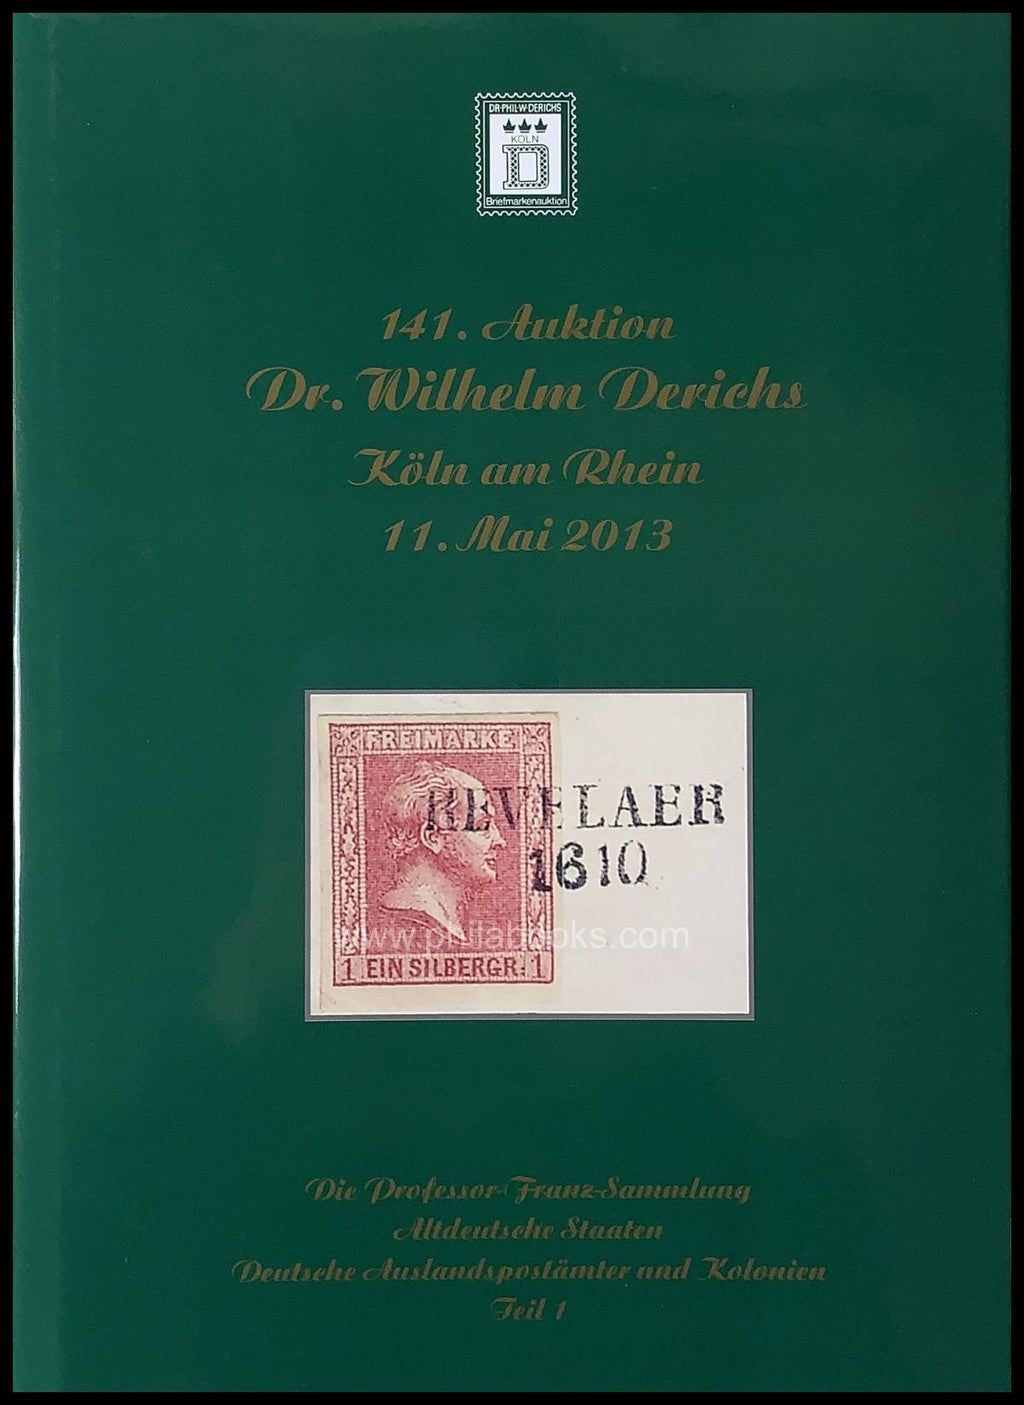 DR·PHIL·W·DERICHS
KÖLN
D
Briefmarkenauktion
141. Auktion
Dr. Wilhelm Derichs
Köln am Rhein
11. Mai 2013
FREIMARKE
KEVELAER
1610
www.philabooks.com
1 EIN SILBERGR. 1
Die Professor-Franz-Sammlung
Altdeutsche Staaten
Deutsche Auslandspostämter und Kolonien
Teil 1